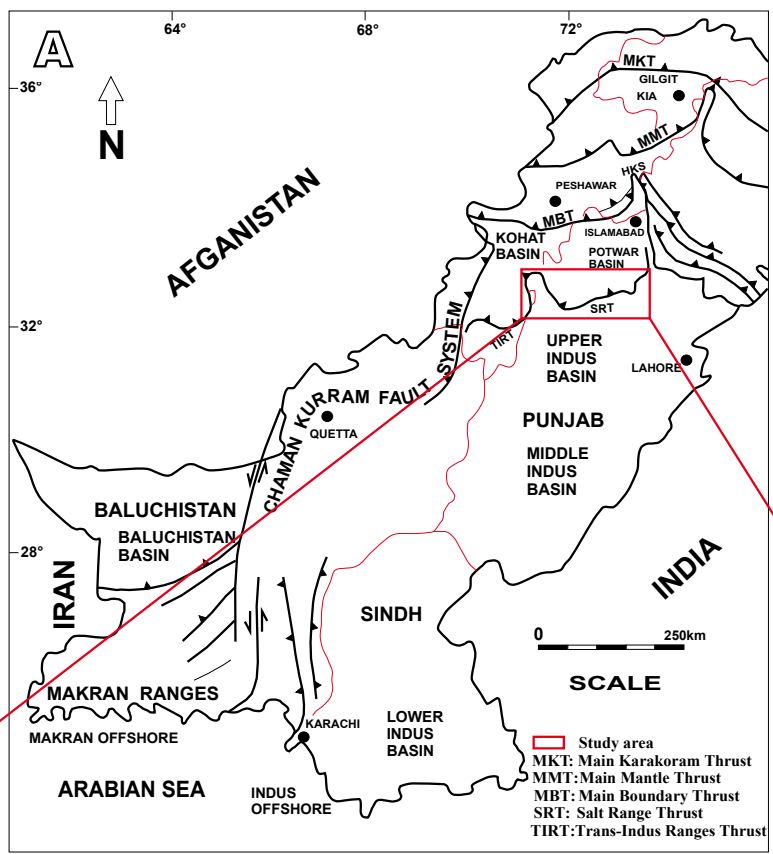 64°
68°
72°
A
36°
N
MKT
GILGIT
KIA
MMT
HKS
PESHAWAR
AFGANISTAN
MBT
ISLAMABAD
KOHAT
BASIN
POTWAR
BASIN
32°
SRT
TIRT
UPPER
INDUS
BASIN
LAHORE
CHAMAN KURRAM FAULT SYSTEM
QUETTA
PUNJAB
MIDDLE
INDUS
BASIN
BALUCHISTAN
BALUCHISTAN
BASIN
28°
IRAN
INDIA
SINDH
0 250km
SCALE
MAKRAN RANGES
MAKRAN OFFSHORE
KARACHI
LOWER
INDUS
BASIN
ARABIAN SEA
INDUS
OFFSHORE
Study area
MKT: Main Karakoram Thrust
MMT: Main Mantle Thrust
MBT: Main Boundary Thrust
SRT: Salt Range Thrust
TIRT:Trans-Indus Ranges Thrust